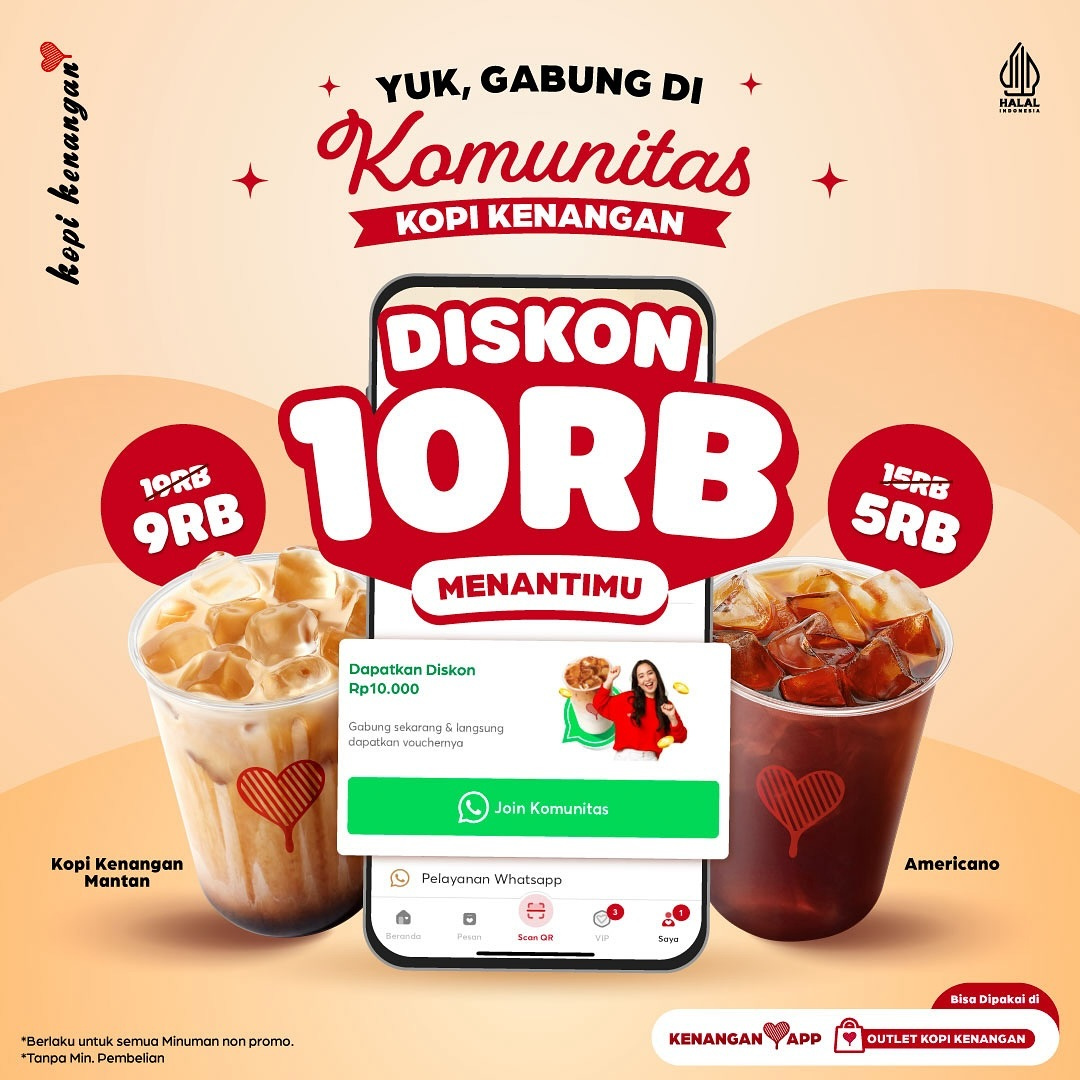 kopi kenangan
HALAL
INDONESIA
YUK, GABUNG DI
Komunitas
KOPI KENANGAN
DISKON
10RB
MENANTIMU
19RB
9RB
15RB
5RB
Dapatkan Diskon
Rp10.000
Gabung sekarang & langsung
dapatkan vouchernya
Join Komunitas
Kopi Kenangan
Mantan
Americano
Pelayanan Whatsapp
3
1
Beranda
Pesan
Scan QR
VIP
Saya
Bisa Dipakai di
KENANGAN APP
OUTLET KOPI KENANGAN
*Berlaku untuk semua Minuman non promo.
*Tanpa Min. Pembelian